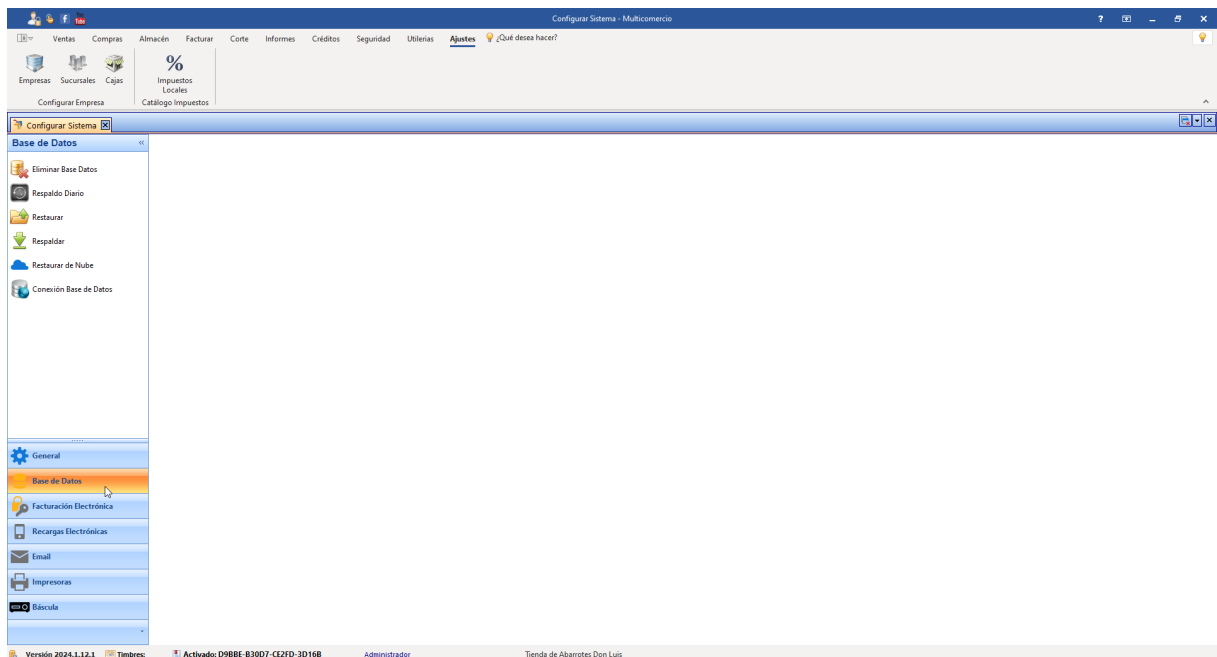 Configurar Sistema - Multicomercio
Ventas Compras Almacén Facturar Corte Informes Créditos Seguridad Utilerias Ajustes ¿Qué desea hacer?
Empresas Sucursales Cajas Impuestos Locales
Configurar Empresa Catálogo Impuestos
Configurar Sistema
Base de Datos
Eliminar Base Datos
Respaldo Diario
Restaurar
Respaldar
Restaurar de Nube
Conexión Base de Datos
General
Base de Datos
Facturación Electrónica
Recargas Electrónicas
Email
Impresoras
Báscula
Versión 2024.1.12.1 Timbres: Activado: D9BBE-B30D7-CE2FD-3D16B Administrador Tienda de Abarrotes Don Luis